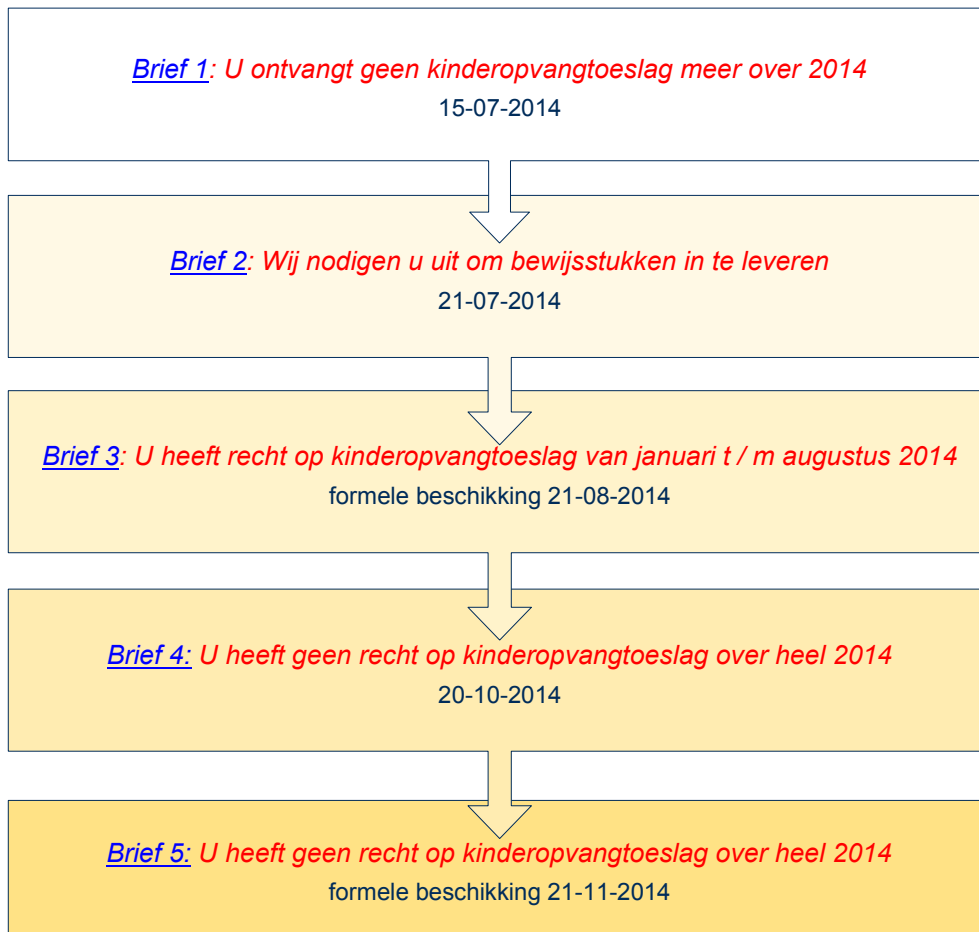 Brief 1: U ontvangt geen kinderopvangtoeslag meer over 2014
15-07-2014
Brief 2: Wij nodigen u uit om bewijsstukken in te leveren
21-07-2014
Brief 3: U heeft recht op kinderopvangtoeslag van januari t / m augustus 2014
formele beschikking 21-08-2014
Brief 4: U heeft geen recht op kinderopvangtoeslag over heel 2014
20-10-2014
Brief 5: U heeft geen recht op kinderopvangtoeslag over heel 2014
formele beschikking 21-11-2014